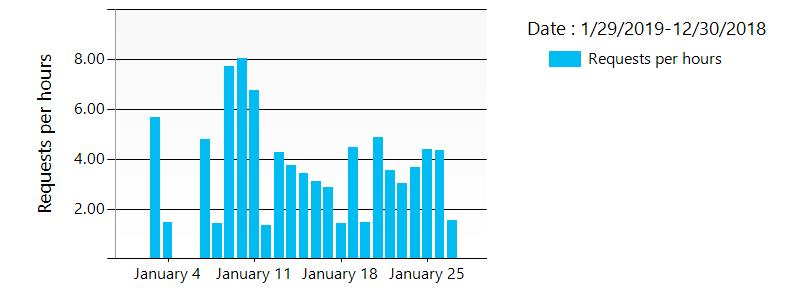 Date : 1/29/2019-12/30/2018
Requests per hours
Requests per hours
8.00
6.00
4.00
2.00
January 4 January 11 January 18 January 25